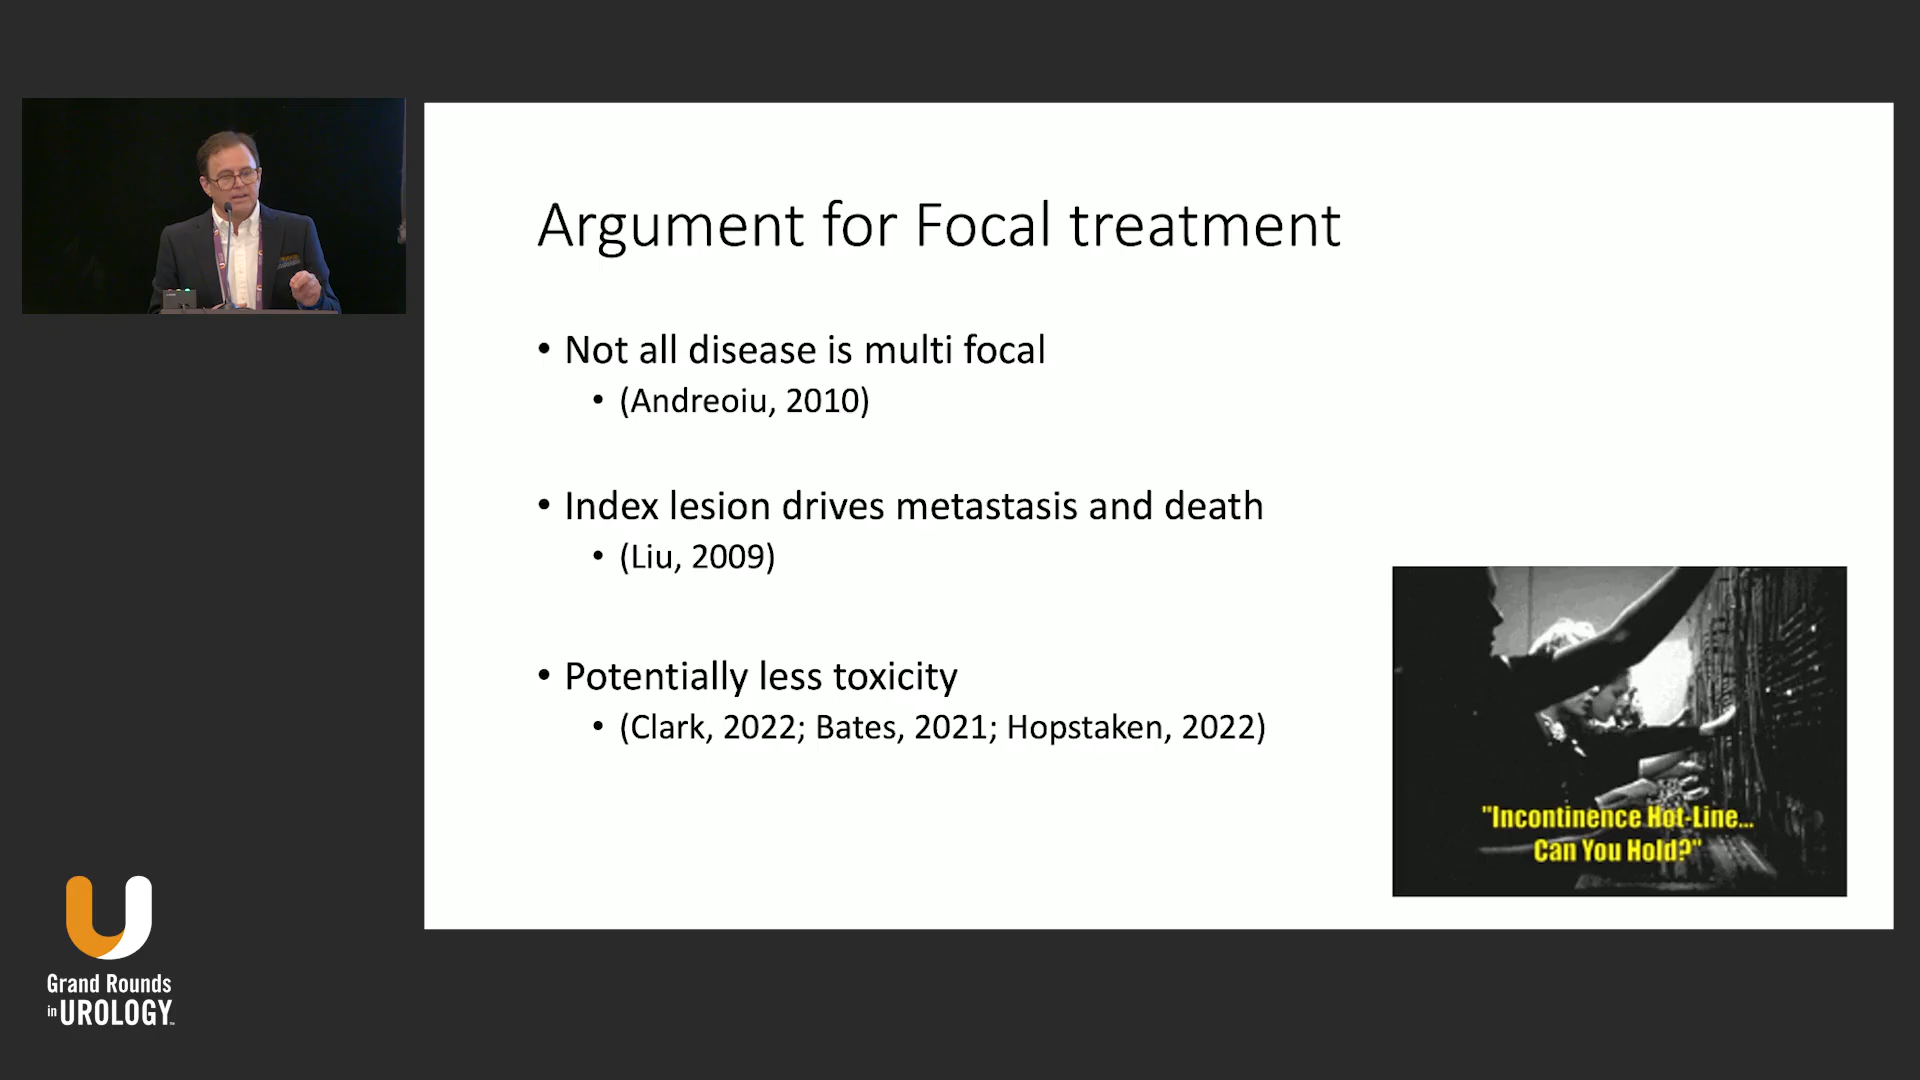 Argument for Focal treatment
• Not all disease is multi focal
• (Andreoiu, 2010)
• Index lesion drives metastasis and death
• (Liu, 2009)
• Potentially less toxicity
• (Clark, 2022; Bates, 2021; Hopstaken, 2022)
"Incontinence Hot-Line...
Can You Hold?"
Grand Rounds
in UROLOGY™